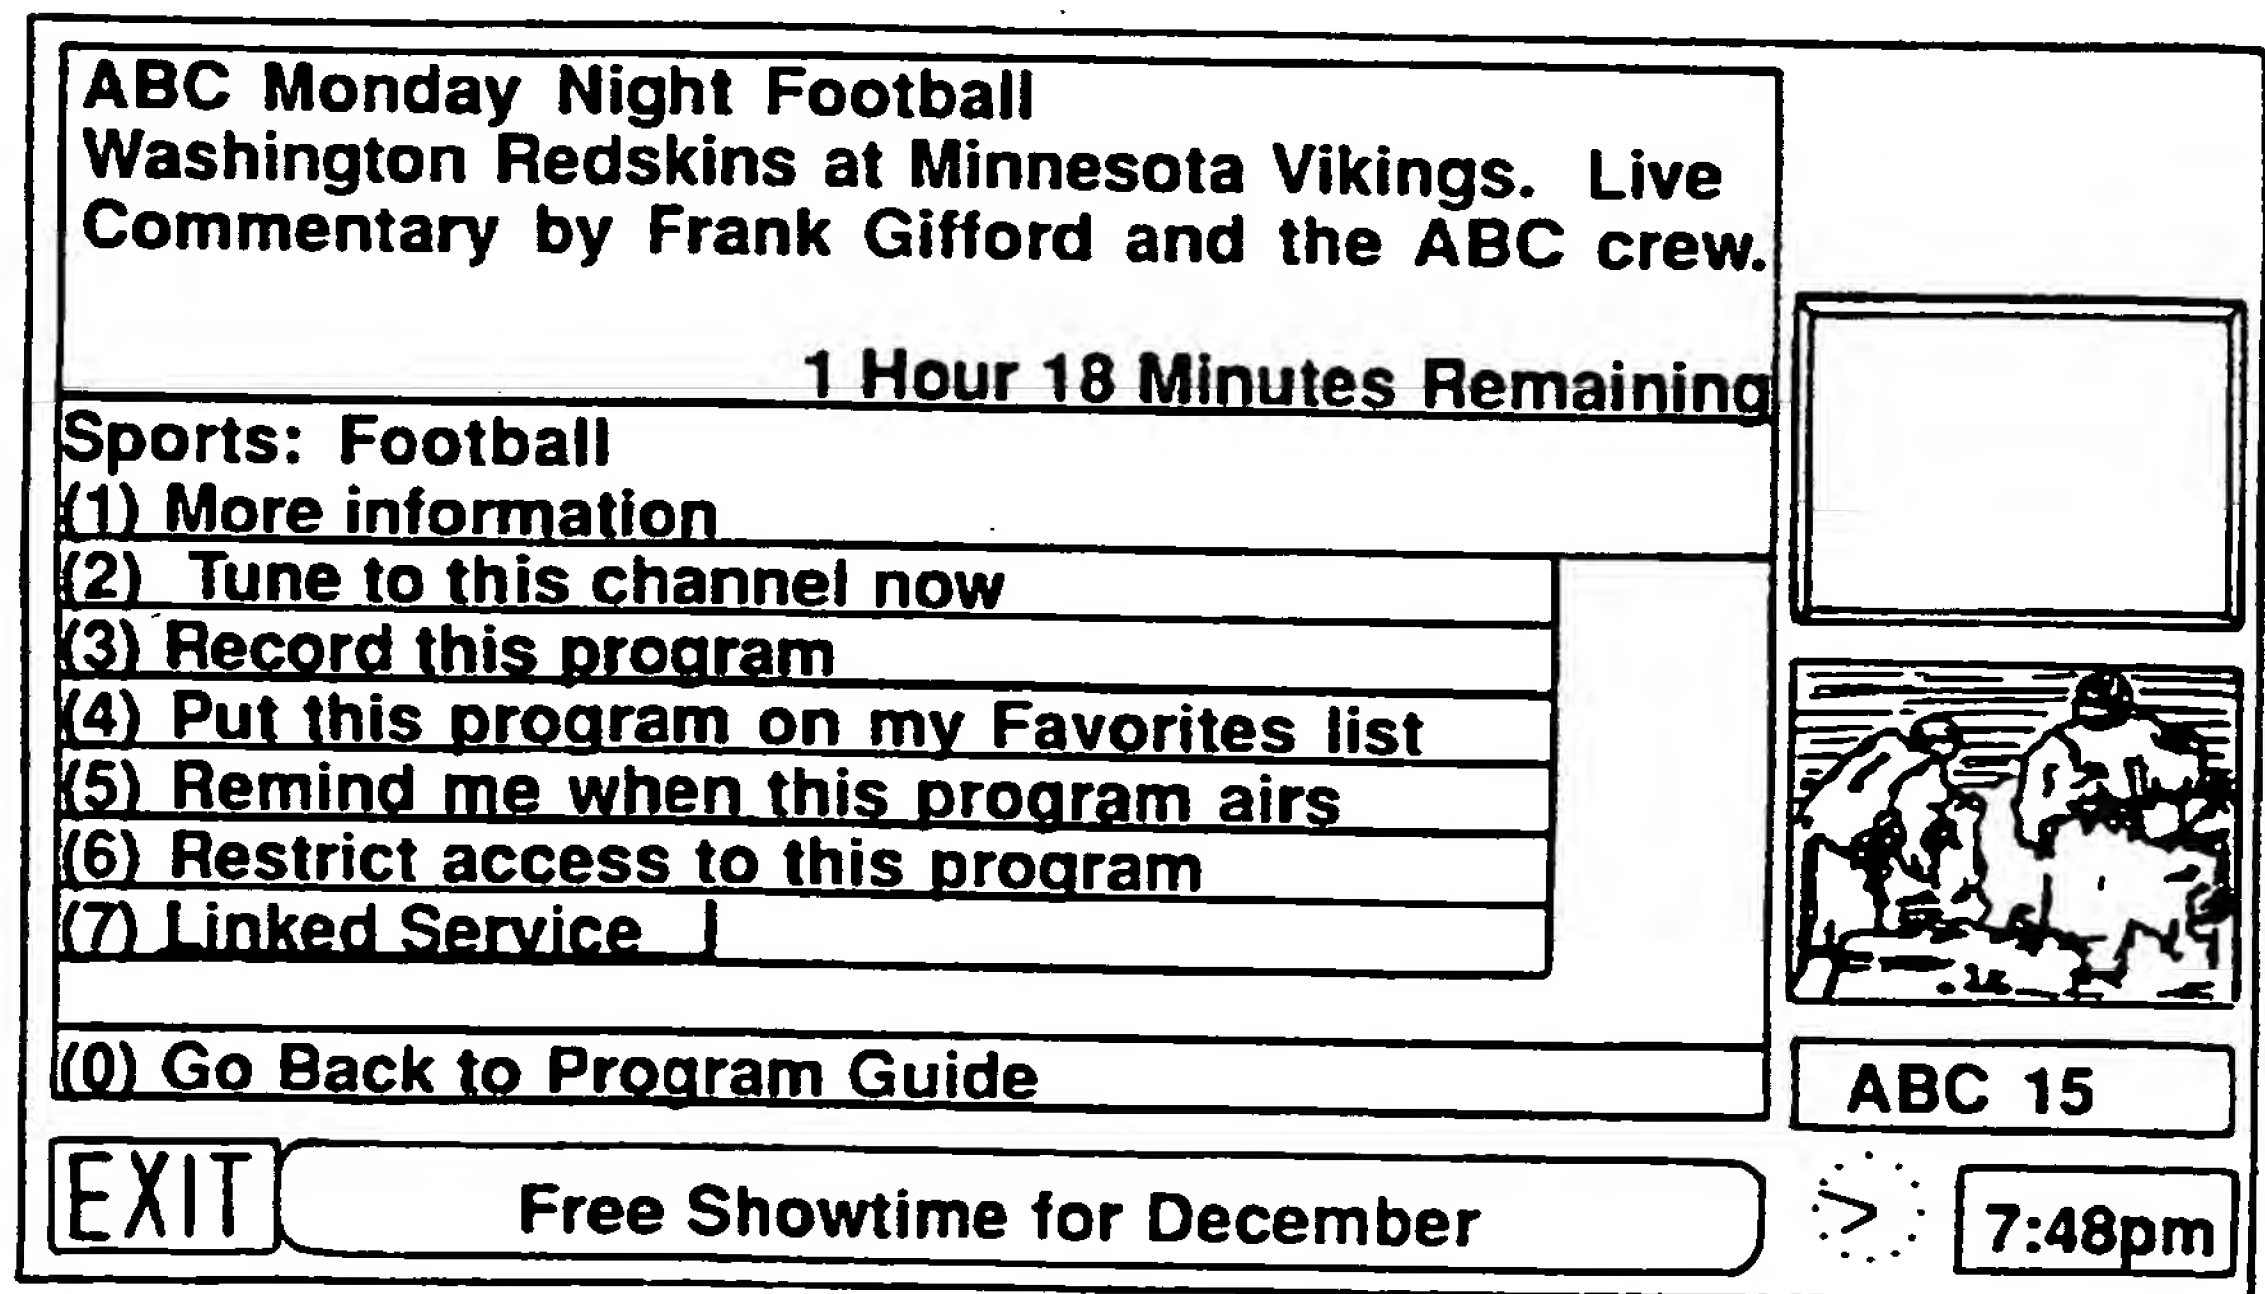 ABC Monday Night Football
Washington Redskins at Minnesota Vikings. Live
Commentary by Frank Gifford and the ABC crew.
1 Hour 18 Minutes Remaining
Sports: Football
(1) More information
(2) Tune to this channel now
(3) Record this program
(4) Put this program on my Favorites list
(5) Remind me when this program airs
(6) Restrict access to this program
(7) Linked Service
(0) Go Back to Program Guide
ABC 15
EXIT
Free Showtime for December
7:48pm